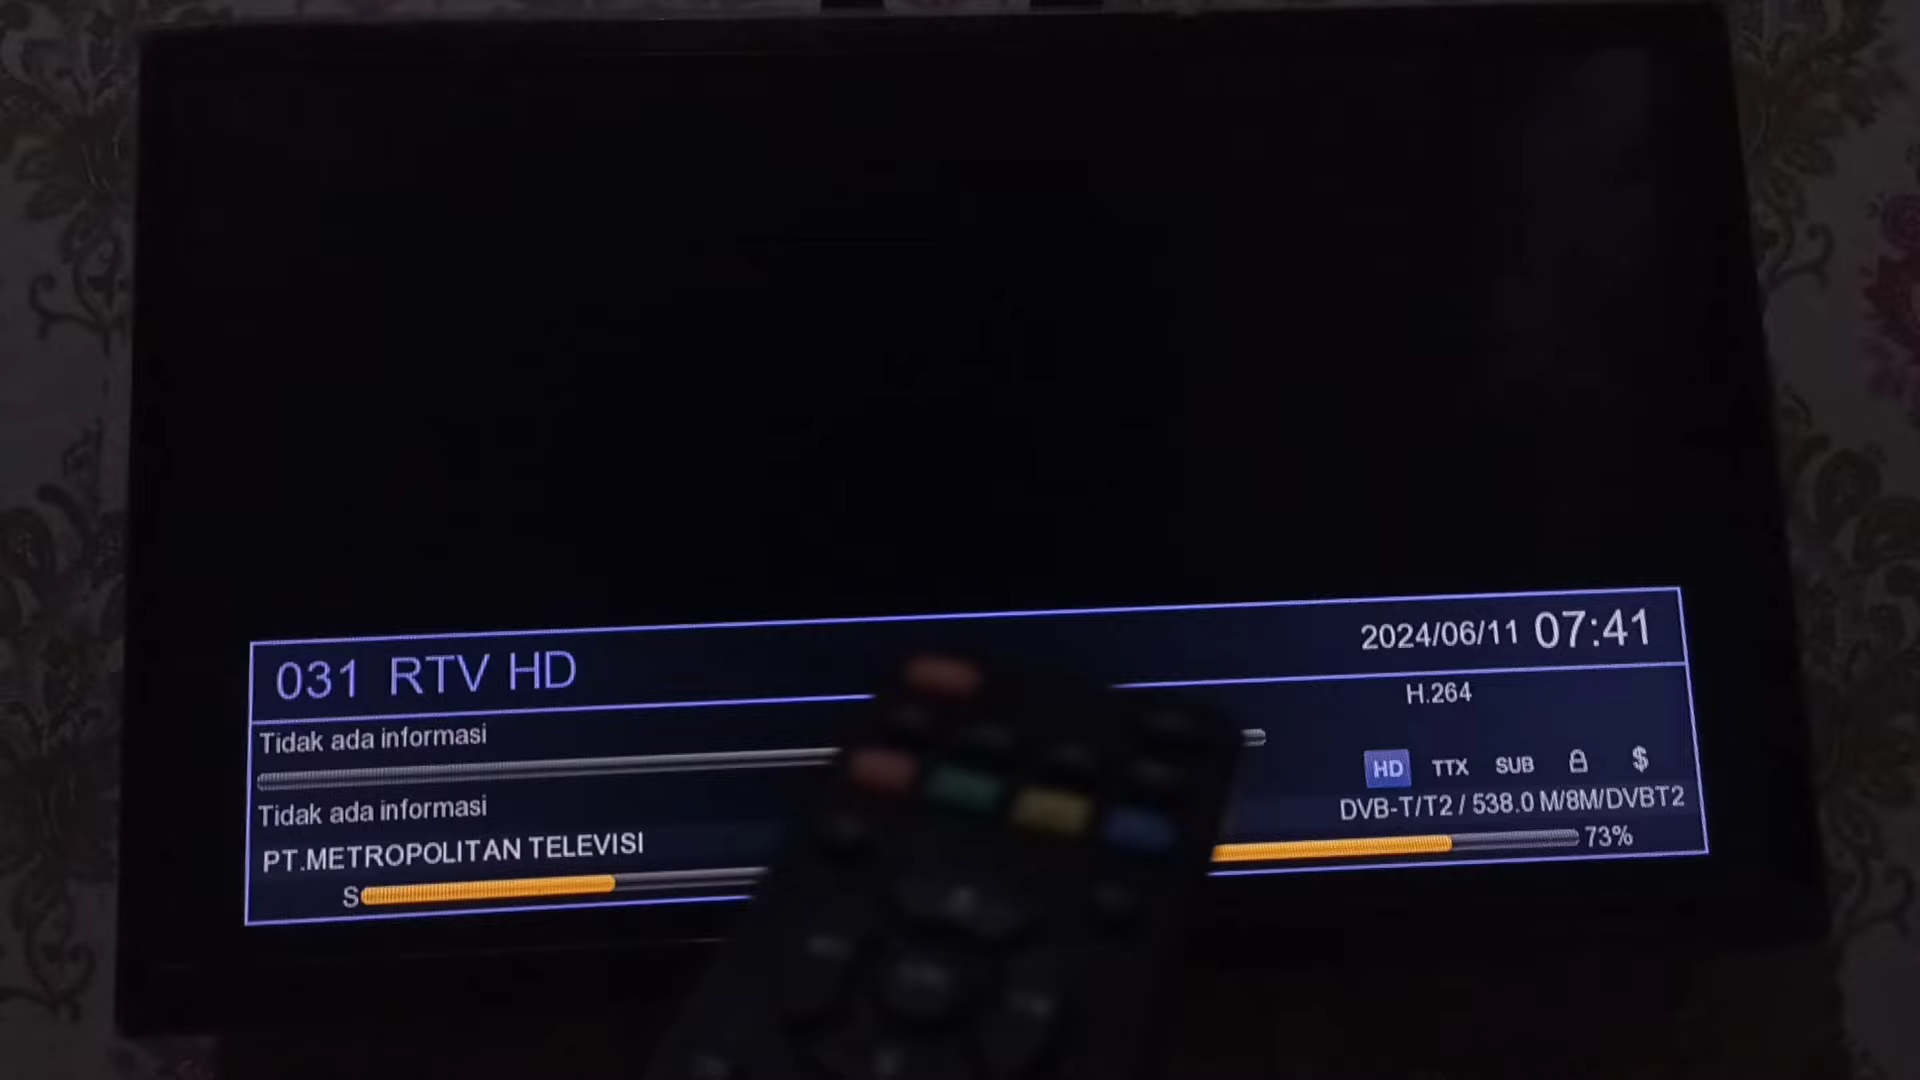 031 RTV HD
2024/06/11 07:41
H.264
Tidak ada informasi
HD TTX SUB $
Tidak ada informasi
DVB-T/T2 / 538.0 M/8M/DVBT2
PT.METROPOLITAN TELEVISI
S
73%